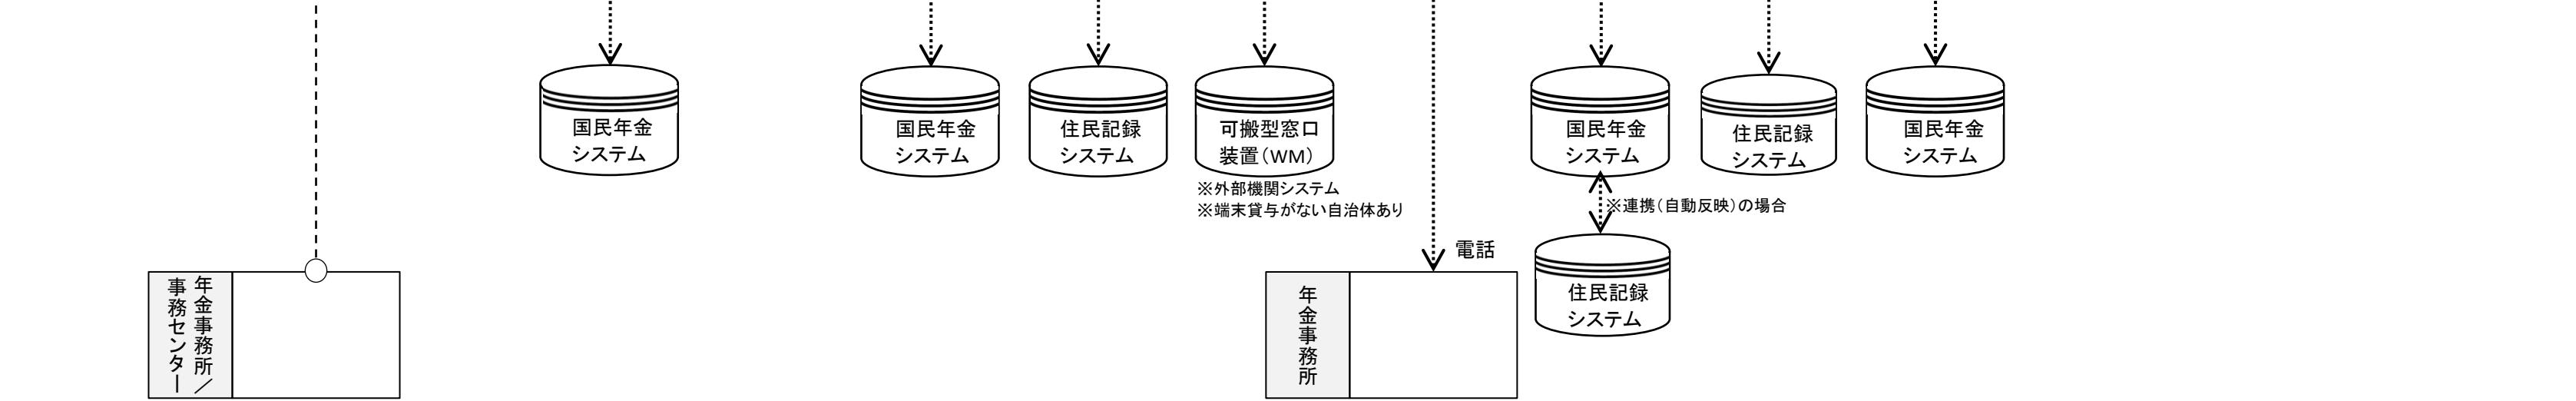 国民年金
システム
国民年金
システム
住民記録
システム
可搬型窓口
装置(WM)
※外部機関システム
※端末貸与がない自治体あり
国民年金
システム
住民記録
システム
国民年金
システム
※連携(自動反映)の場合
電話
住民記録
システム
年金事務所／
事務センター
年金事務所